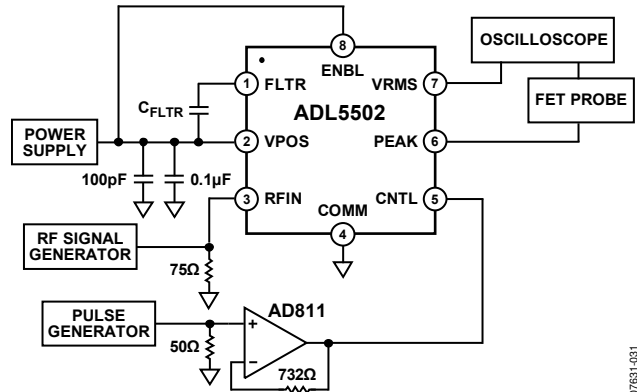 8
ENBL
OSCILLOSCOPE
1
FLTR
VRMS
7
CFLTR
ADL5502
FET PROBE
POWER
SUPPLY
2
VPOS
PEAK
6
100pF
0.1µF
3
RFIN
COMM
CNTL
5
4
RF SIGNAL
GENERATOR
75Ω
AD811
PULSE
GENERATOR
+
50Ω
–
732Ω
07631-031